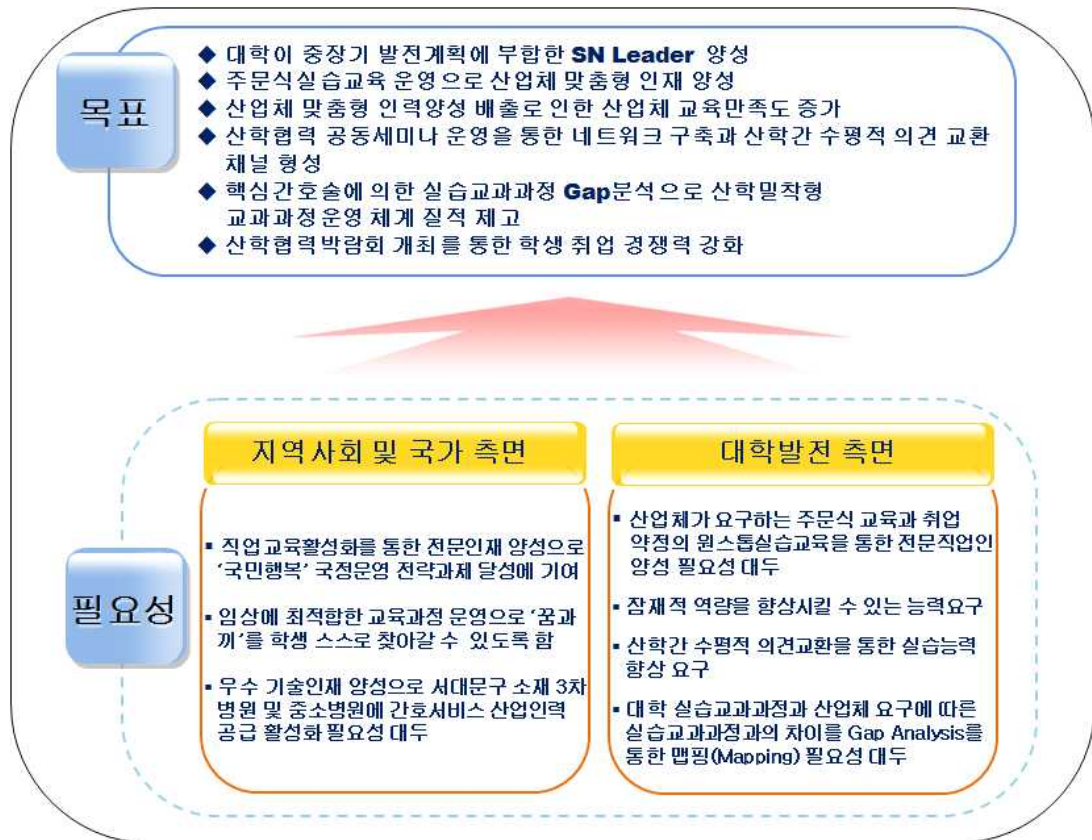 목표
◆ 대학이 중장기 발전계획에 부합한 SN Leader 양성
◆ 주문식실습교육 운영으로 산업체 맞춤형 인재 양성
◆ 산업체 맞춤형 인력양성 배출로 인한 산업체 교육만족도 증가
◆ 산학협력 공동세미나 운영을 통한 네트워크 구축과 산학간 수평적 의견 교환
채널 형성
◆ 핵심간호술에 의한 실습교과과정 Gap분석으로 산학밀착형
교과과정운영 체계 질적 제고
◆ 산학협력박람회 개최를 통한 학생 취업 경쟁력 강화
필요성
지역사회 및 국가 측면
▪ 직업교육활성화를 통한 전문인재 양성으로
‘국민행복’ 국정운영 전략과제 달성에 기여
▪ 임상에 최적합한 교육과정 운영으로 ‘꿈과
끼’를 학생 스스로 찾아갈 수 있도록 함
▪ 우수 기술인재 양성으로 서대문구 소재 3차
병원 및 중소병원에 간호서비스 산업인력
공급 활성화 필요성 대두
대학발전 측면
▪ 산업체가 요구하는 주문식 교육과 취업
약정의 원스톱실습교육을 통한 전문직업인
양성 필요성 대두
▪ 잠재적 역량을 향상시킬 수 있는 능력요구
▪ 산학간 수평적 의견교환을 통한 실습능력
향상 요구
▪ 대학 실습교과과정과 산업체 요구에 따른
실습교과과정과의 차이를 Gap Analysis를
통한 맵핑(Mapping) 필요성 대두